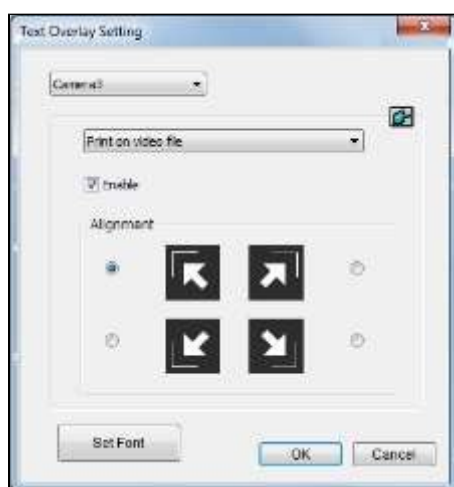 Text Overlay Setting
Camera3
Print on video file
Enable
Alignment
Set Font
OK
Cancel